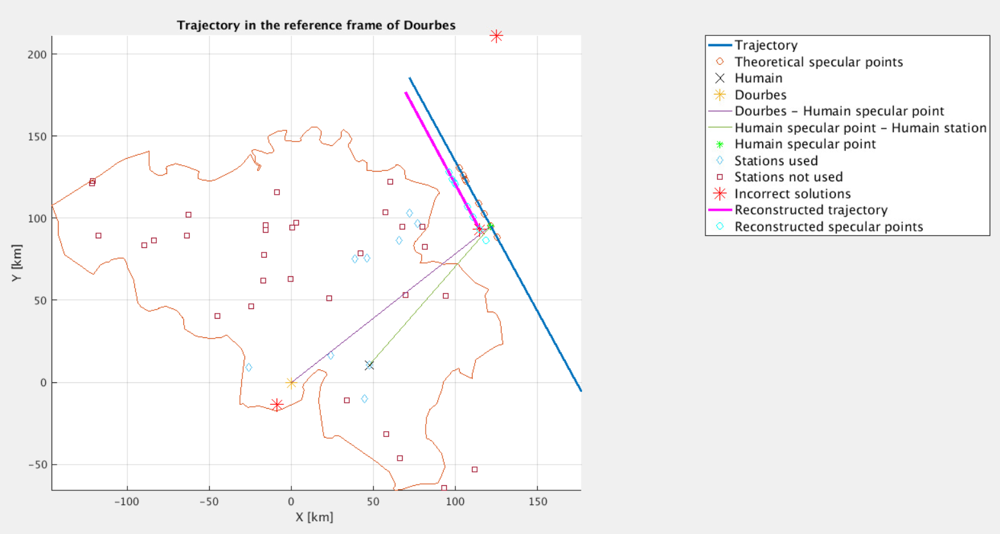 Trajectory in the reference frame of Dourbes
200
150
100
50
0
−50
−100
−50
0
50
100
150
X [km]
Y [km]
Trajectory
Theoretical specular points
Humain
Dourbes
Dourbes − Humain specular point
Humain specular point − Humain station
Humain specular point
Stations used
Stations not used
Incorrect solutions
Reconstructed trajectory
Reconstructed specular points